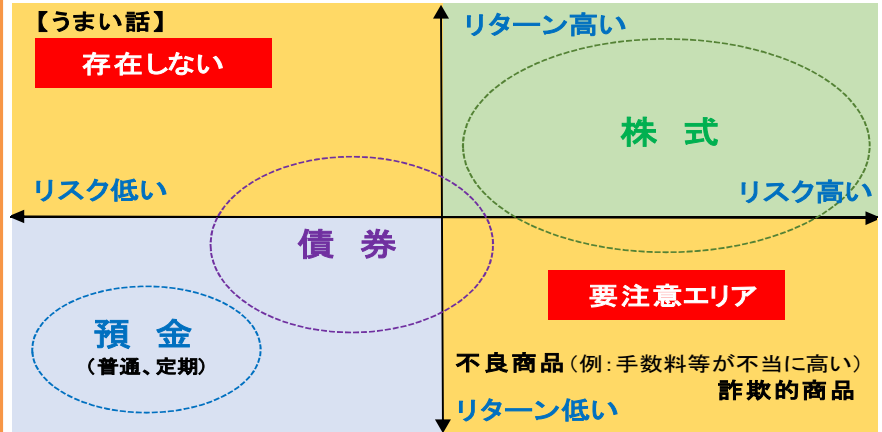 【うまい話】
存在しない
リターン高い
株 式
リスク低い
リスク高い
債 券
要注意エリア
預 金
(普通、定期)
不良商品(例:手数料等が不当に高い)
詐欺的商品
リターン低い